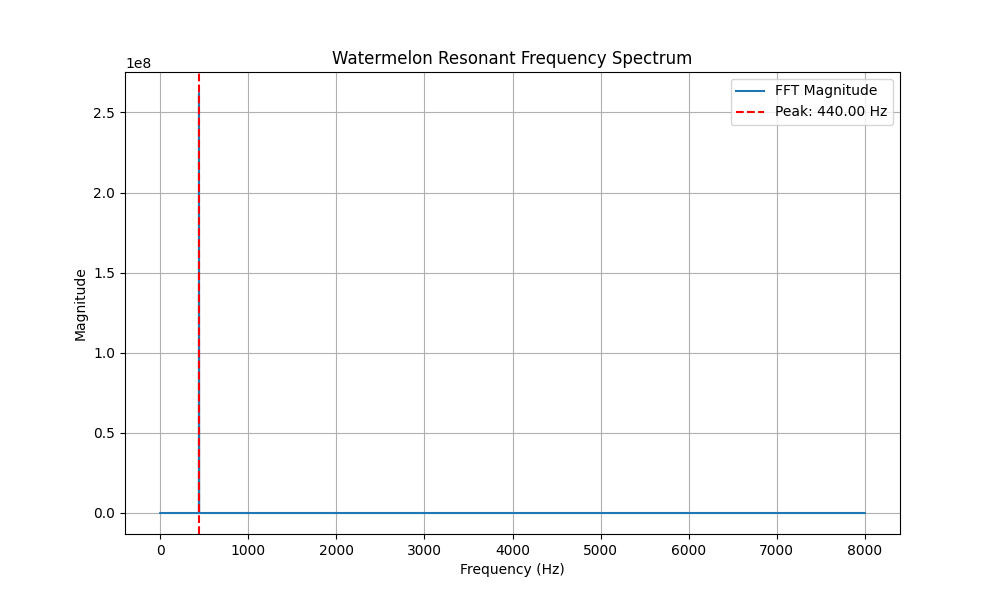 Watermelon Resonant Frequency Spectrum
1e8
FFT Magnitude
Peak: 440.00 Hz
2.5
2.0
1.5
1.0
0.5
0.0
Magnitude
0 1000 2000 3000 4000 5000 6000 7000 8000
Frequency (Hz)